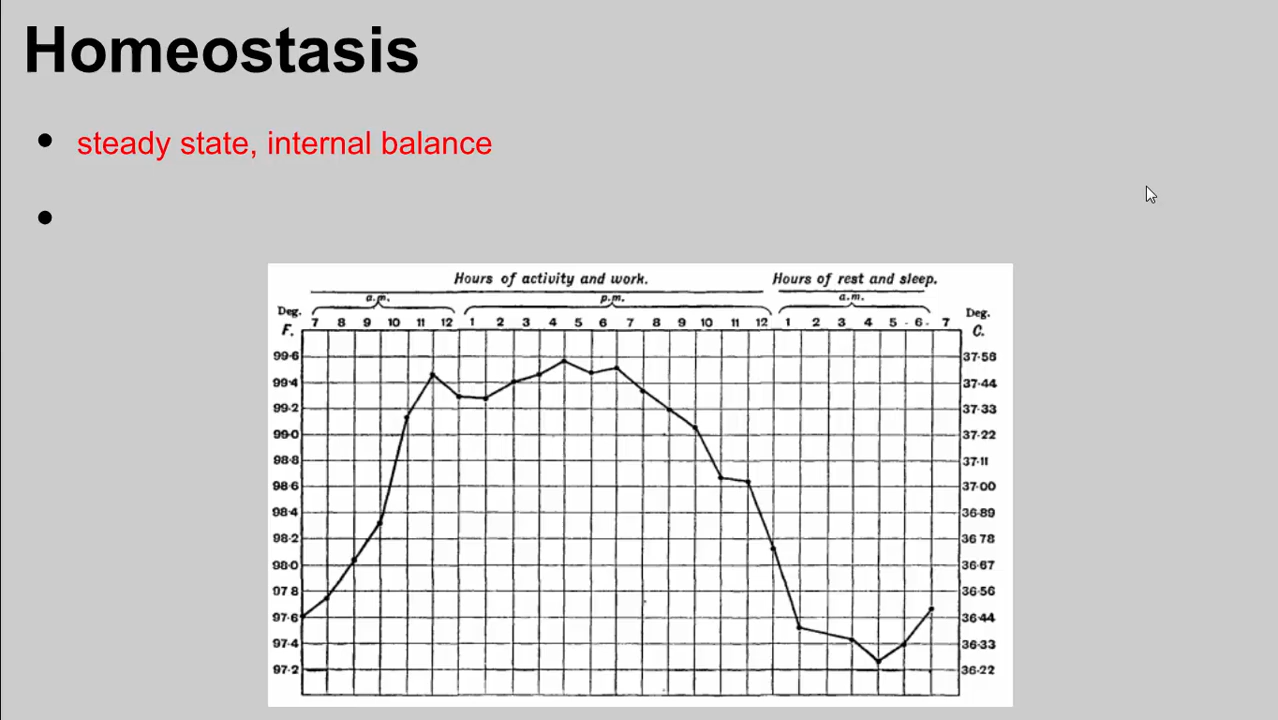 Homeostasis
• steady state, internal balance
•
Hours of activity and work. Hours of rest and sleep.
a.m. p.m. a.m.
Deg. Deg.
F. 7 8 9 10 11 12 1 2 3 4 5 6 7 8 9 10 11 12 1 2 3 4 5 6 7 C.
99·6 37·56
99·4 37·44
99·2 37·33
99·0 37·22
98·8 37·11
98·6 37·00
98·4 36·89
98·2 36·78
98·0 36·67
97·8 36·56
97·6 36·44
97·4 36·33
97·2 36·22